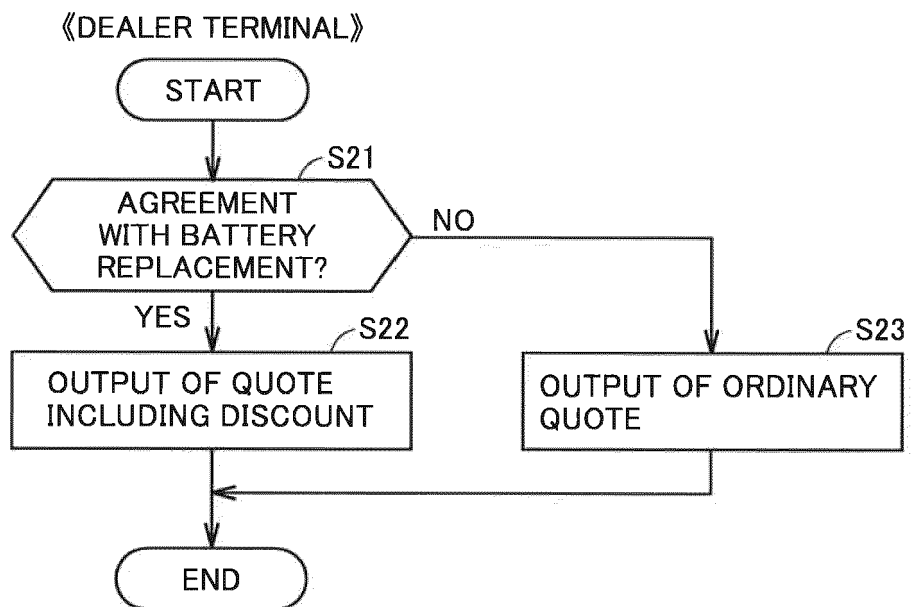 《DEALER TERMINAL》
START
S21
AGREEMENT
WITH BATTERY
REPLACEMENT?
NO
YES
S22
OUTPUT OF QUOTE
INCLUDING DISCOUNT
S23
OUTPUT OF ORDINARY
QUOTE
END